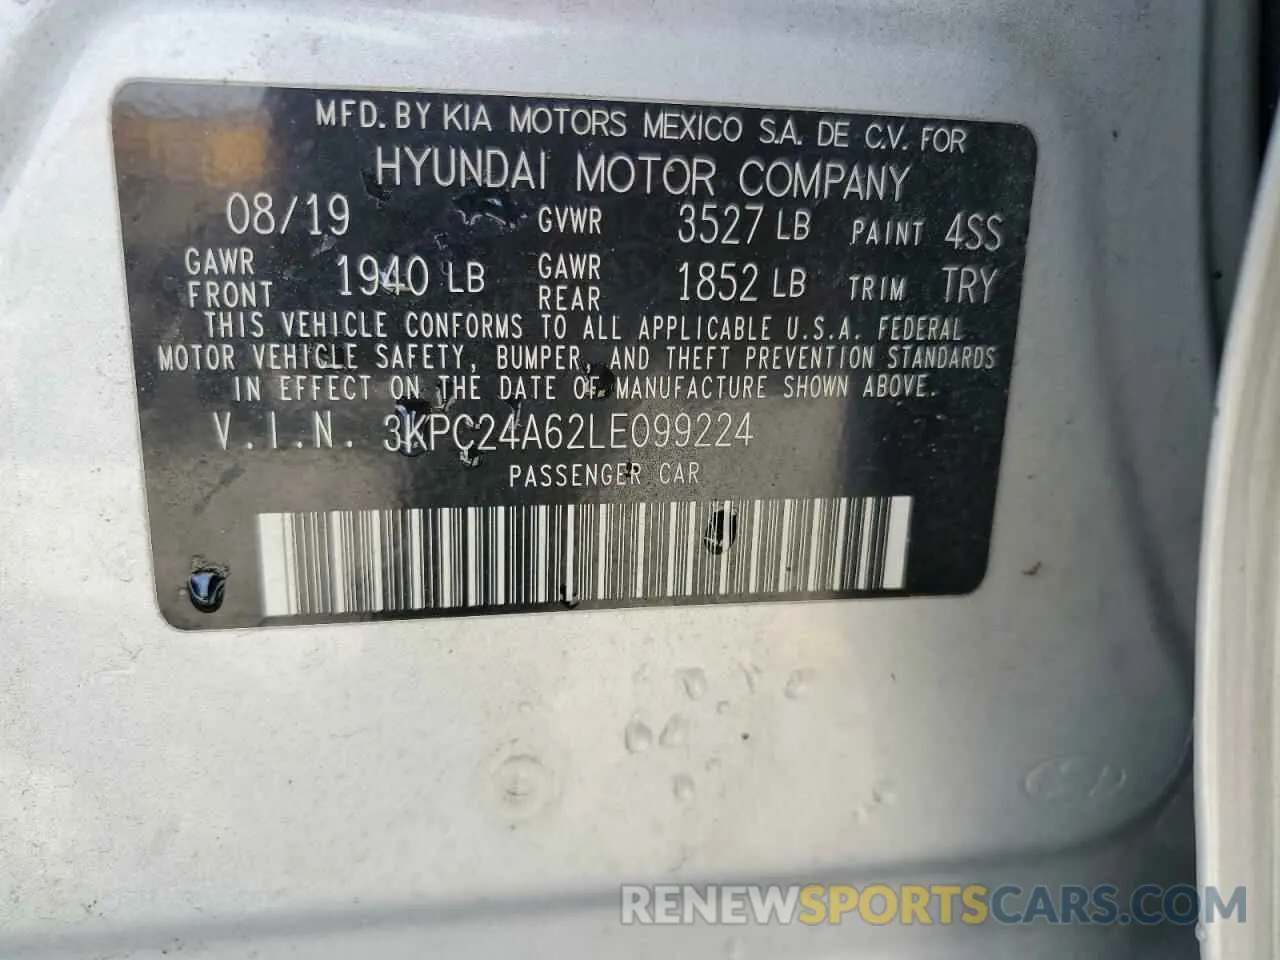 MFD. BY KIA MOTORS MEXICO S.A. DE C.V. FOR
HYUNDAI MOTOR COMPANY
08/19 GVWR 3527 LB PAINT 4SS
GAWR FRONT 1940 LB GAWR REAR 1852 LB TRIM TRY
THIS VEHICLE CONFORMS TO ALL APPLICABLE U.S.A. FEDERAL
MOTOR VEHICLE SAFETY, BUMPER, AND THEFT PREVENTION STANDARDS
IN EFFECT ON THE DATE OF MANUFACTURE SHOWN ABOVE.
V.I.N. 3KPC24A62LE099224
PASSENGER CAR
RENEWSPORTSCARS.COM